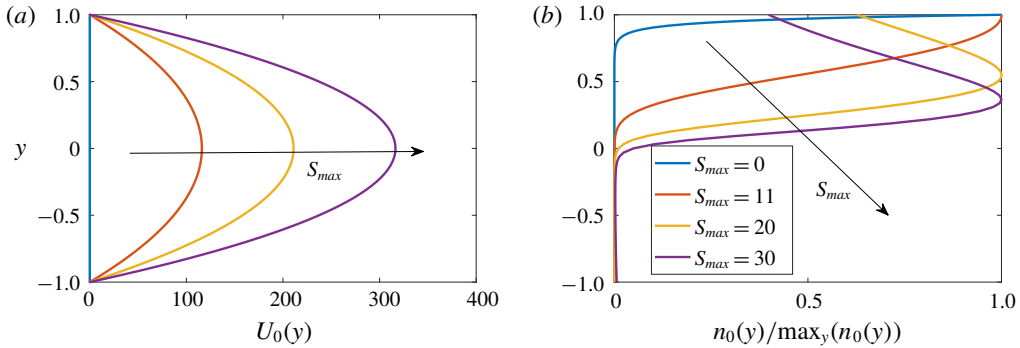 (a)
1.0
0.5
y
0
−0.5
−1.0
0
100
200
300
400
S_max
U_0(y)
(b)
1.0
0.5
0
−0.5
−1.0
0
0.5
1.0
S_max = 0
S_max = 11
S_max = 20
S_max = 30
S_max
n_0(y)/max_y(n_0(y))